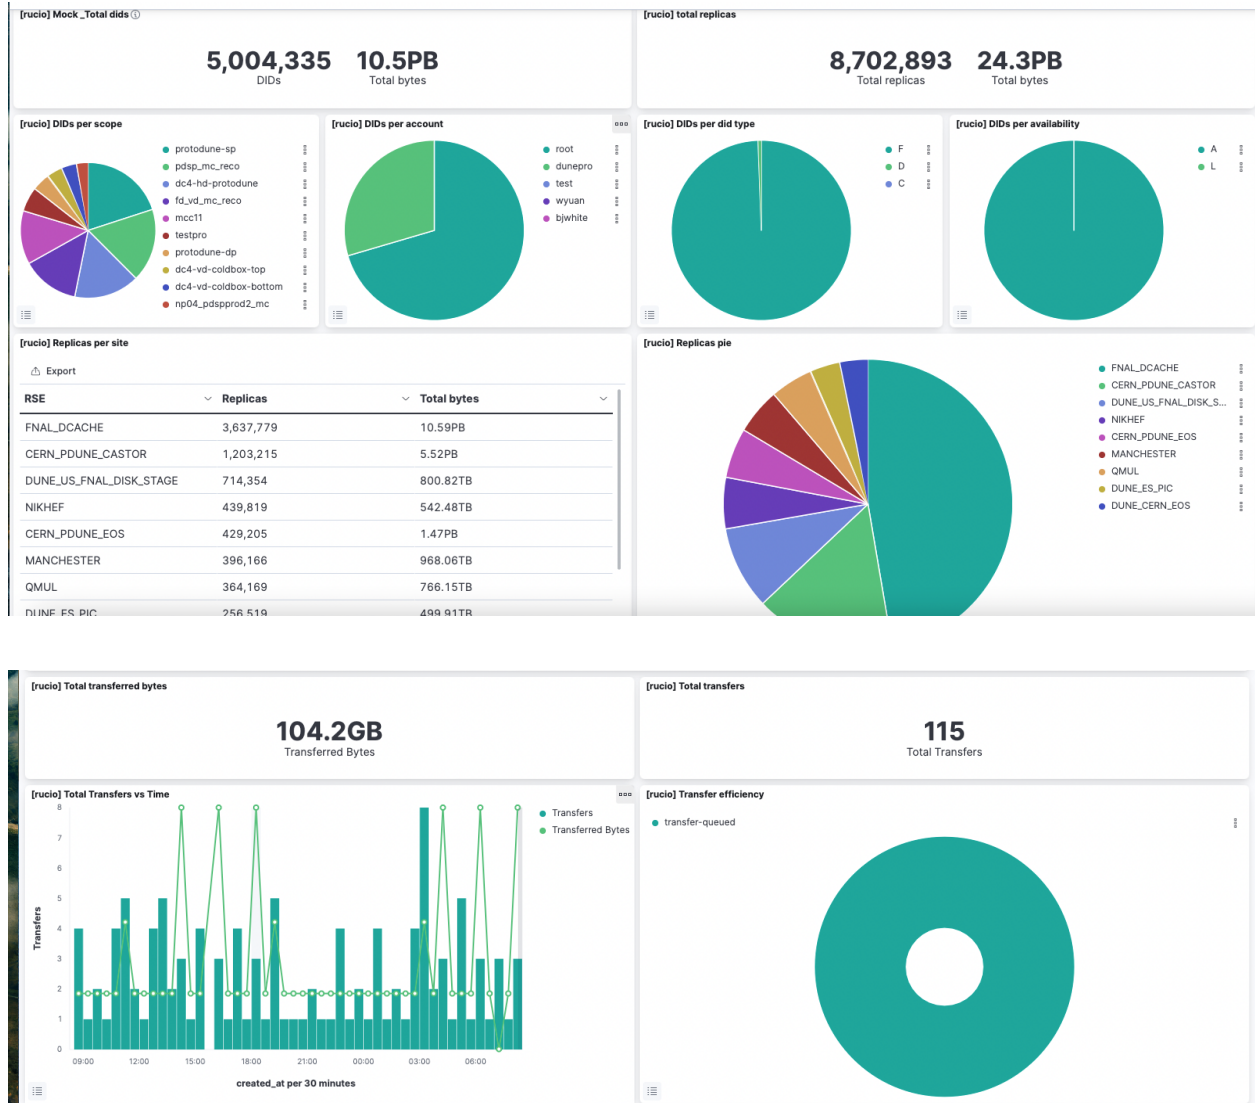 [rucio] Mock _Total dids
5,004,335 10.5PB
DIDs Total bytes
[rucio] total replicas
8,702,893 24.3PB
Total replicas Total bytes
[rucio] DIDs per scope
protodune-sp
pdsp_mc_reco
dc4-hd-protodune
fd_vd_mc_reco
mcc11
testpro
protodune-dp
dc4-vd-coldbox-top
dc4-vd-coldbox-bottom
np04_pdspprod2_mc
[rucio] DIDs per account
root
dunepro
test
wyuan
bjwhite
[rucio] DIDs per did type
F
D
C
[rucio] DIDs per availability
A
L
[rucio] Replicas per site
Export
RSE Replicas Total bytes
FNAL_DCACHE 3,637,779 10.59PB
CERN_PDUNE_CASTOR 1,203,215 5.52PB
DUNE_US_FNAL_DISK_STAGE 714,354 800.82TB
NIKHEF 439,819 542.48TB
CERN_PDUNE_EOS 429,205 1.47PB
MANCHESTER 396,166 968.06TB
QMUL 364,169 766.15TB
DUNE_ES_PIC 256,519 499.91TB
[rucio] Replicas pie
FNAL_DCACHE
CERN_PDUNE_CASTOR
DUNE_US_FNAL_DISK_S...
NIKHEF
CERN_PDUNE_EOS
MANCHESTER
QMUL
DUNE_ES_PIC
DUNE_CERN_EOS
[rucio] Total transferred bytes
104.2GB
Transferred Bytes
[rucio] Total transfers
115
Total Transfers
[rucio] Total Transfers vs Time
Transfers
Transferred Bytes
8
7
6
5
4
3
2
1
0
Transfers
09:00 12:00 15:00 18:00 21:00 00:00 03:00 06:00
created_at per 30 minutes
[rucio] Transfer efficiency
transfer-queued